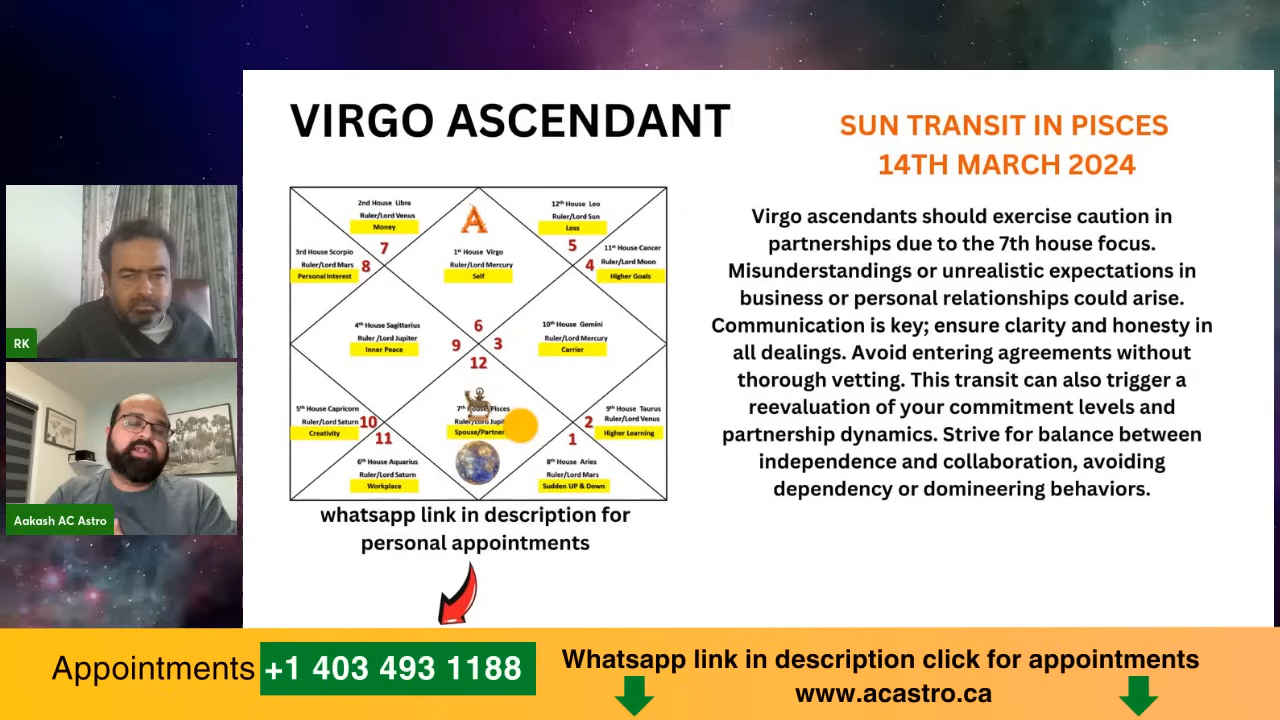 VIRGO ASCENDANT
SUN TRANSIT IN PISCES
14TH MARCH 2024
2nd House Libra
Ruler/Lord Venus
Money
7
A
1st House Virgo
Ruler/Lord Mercury
Self
12th House Leo
Ruler/Lord Sun
Loss
5
3rd House Scorpio
Ruler/Lord Mars
Personal Interest
8
11st House Cancer
Ruler/Lord Moon
Higher Goals
4
4th House Sagittarius
Ruler /Lord Jupiter
Inner Peace
6
9
3
12
10th House Gemini
Ruler/Lord Mercury
Carrier
5th House Capricorn
Ruler/Lord Saturn
Creativity
10
11
7th House Pisces
Ruler/Lord Jupit
Spouse/Partner
2
1
9th House Taurus
Ruler/Lord Venus
Higher Learning
6th House Aquarius
Ruler/Lord Saturn
Workplace
8th House Aries
Ruler/Lord Mars
Sudden UP & Down
Virgo ascendants should exercise caution in
partnerships due to the 7th house focus.
Misunderstandings or unrealistic expectations in
business or personal relationships could arise.
Communication is key; ensure clarity and honesty in
all dealings. Avoid entering agreements without
thorough vetting. This transit can also trigger a
reevaluation of your commitment levels and
partnership dynamics. Strive for balance between
independence and collaboration, avoiding
dependency or domineering behaviors.
whatsapp link in description for
personal appointments
RK
Aakash AC Astro
Appointments +1 403 493 1188
Whatsapp link in description click for appointments
www.acastro.ca